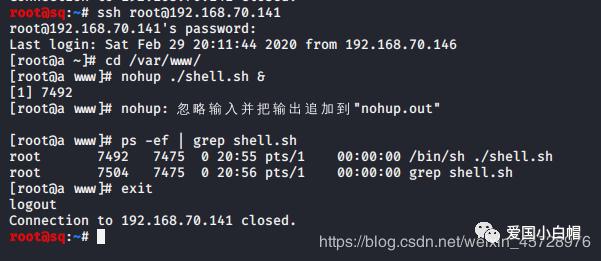 root@sq:~# ssh root@192.168.70.141
root@192.168.70.141's password:
Last login: Sat Feb 29 20:11:44 2020 from 192.168.70.146
[root@a ~]# cd /var/www/
[root@a www]# nohup ./shell.sh &
[1] 7492
[root@a www]# nohup: 忽略输入并把输出追加到"nohup.out"
[root@a www]# ps -ef | grep shell.sh
root 7492 7475 0 20:55 pts/1 00:00:00 /bin/sh ./shell.sh
root 7504 7475 0 20:56 pts/1 00:00:00 grep shell.sh
[root@a www]# exit
logout
Connection to 192.168.70.141 closed.
root@sq:~#
爱国小白帽
https://blog.csdn.net/weixin_45728976